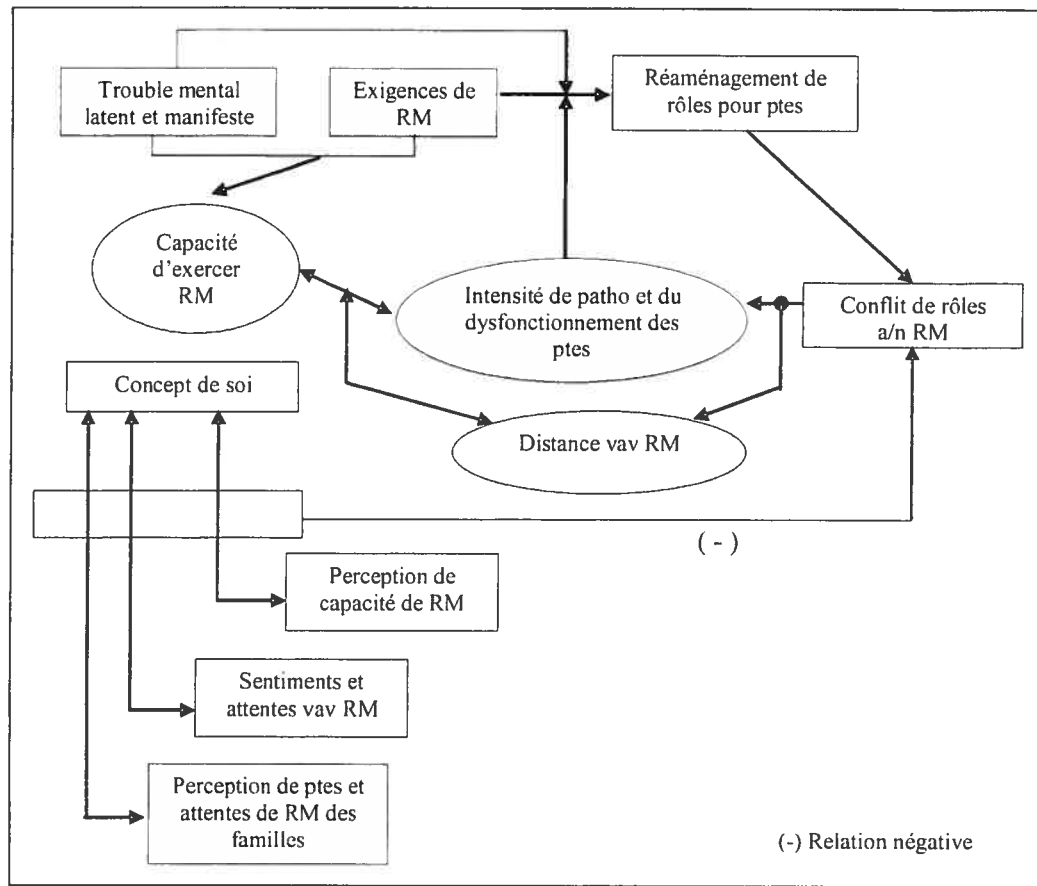 Trouble mental
latent et manifeste
Exigences de
RM
Réaménagement de
rôles pour ptes
Capacité
d'exercer
RM
Intensité de patho et du
dysfonctionnement des
ptes
Conflit de rôles
a/n RM
Concept de soi
Distance vav RM
( - )
Perception de
capacité de RM
Sentiments et
attentes vav RM
Perception de ptes et
attentes de RM des
familles
(-) Relation négative